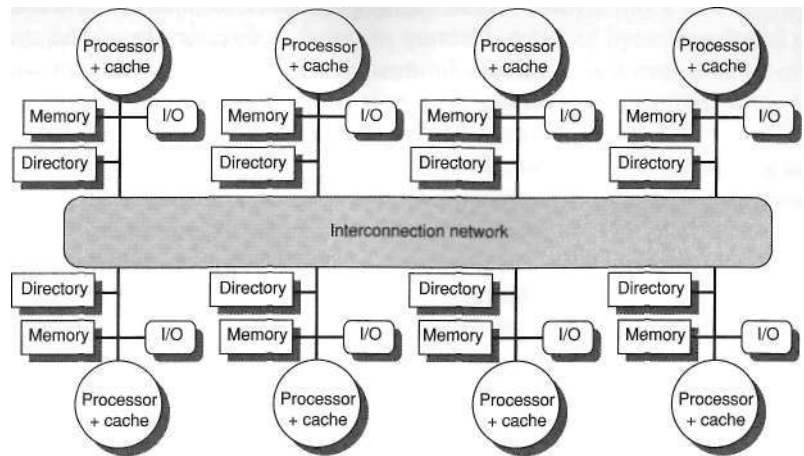 Processor
+ cache
Processor
+ cache
Processor
+ cache
Processor
+ cache
Memory
I/O
Memory
I/O
Memory
I/O
Memory
I/O
Directory
Directory
Directory
Directory
Interconnection network
Directory
Directory
Directory
Directory
Memory
I/O
Memory
I/O
Memory
I/O
Memory
I/O
Processor
+ cache
Processor
+ cache
Processor
+ cache
Processor
+ cache